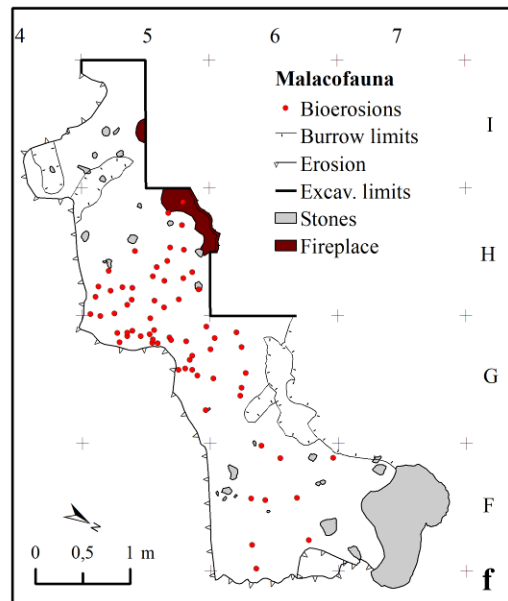 4 5 6 7
Malacofauna
Bioerosions
Burrow limits
Erosion
Excav. limits
Stones
Fireplace
I
H
G
F
N
0 0,5 1 m
f